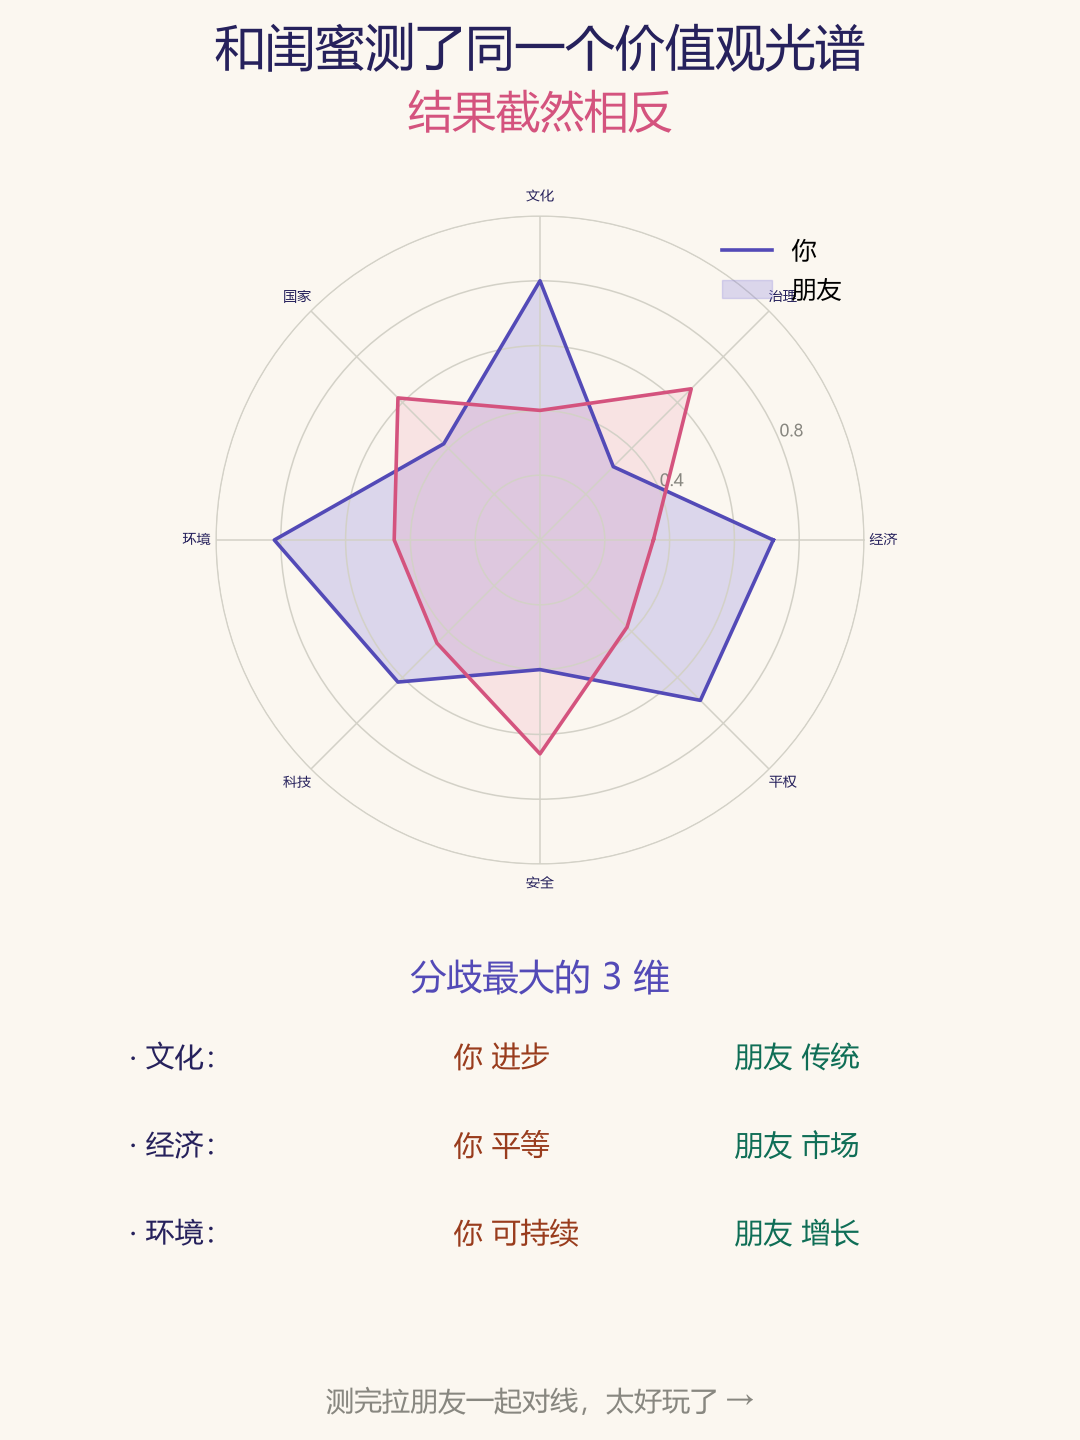 和闺蜜测了同一个价值观光谱
结果截然相反
文化
你
国家
治理
朋友
0.8
0.4
环境
经济
科技
平权
安全
分歧最大的 3 维
· 文化： 你 进步 朋友 传统
· 经济： 你 平等 朋友 市场
· 环境： 你 可持续 朋友 增长
测完拉朋友一起对线，太好玩了 →